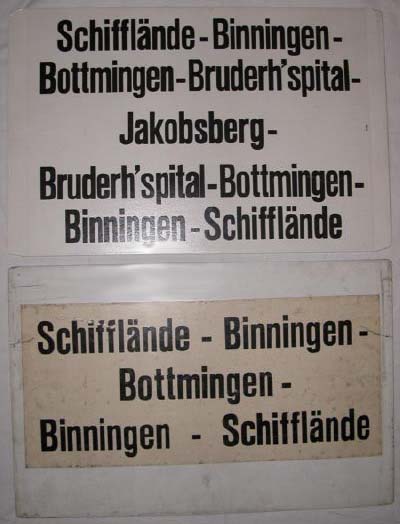 Schifflände - Binningen -
Bottmingen - Bruderh'spital -
Jakobsberg -
Bruderh'spital - Bottmingen -
Binningen - Schifflände
Schifflände - Binningen -
Bottmingen -
Binningen - Schifflände